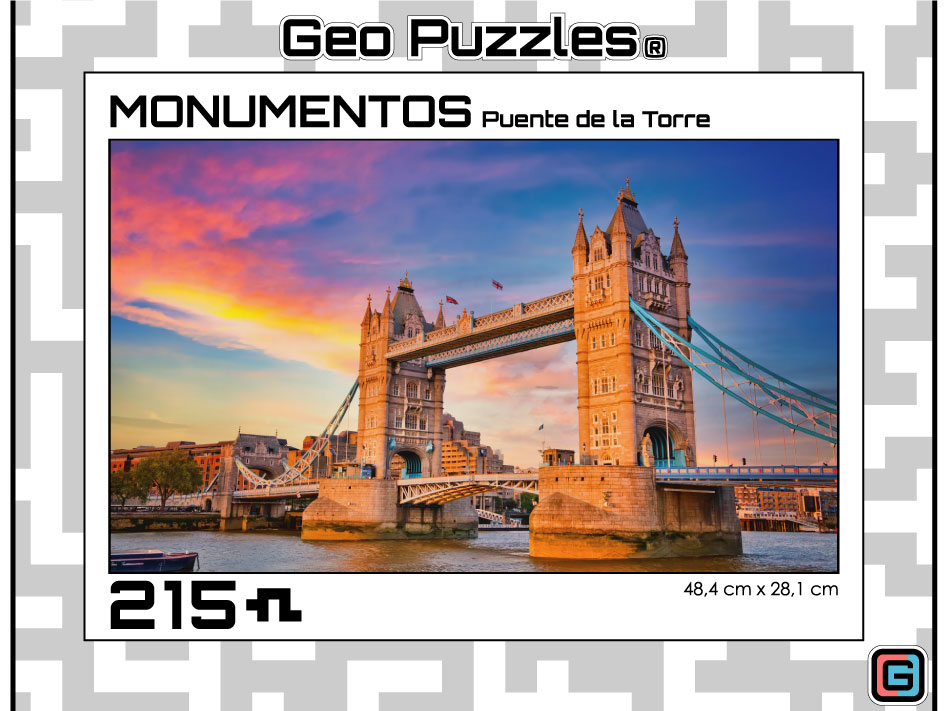 Geo Puzzles®
MONUMENTOS Puente de la Torre
215
48,4 cm x 28,1 cm
G